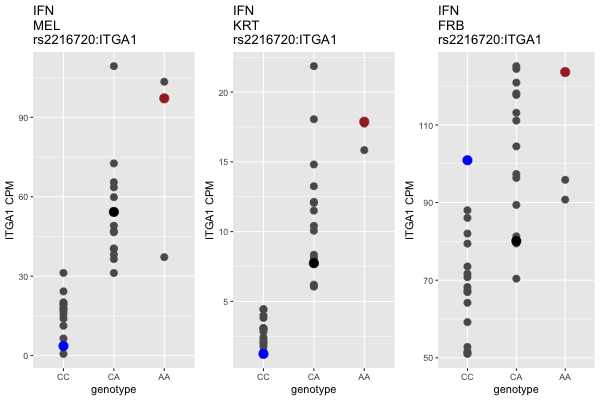 IFN
MEL
rs2216720:ITGA1
90
60
30
0
ITGA1 CPM
CC
CA
AA
genotype
IFN
KRT
rs2216720:ITGA1
20
15
10
5
ITGA1 CPM
CC
CA
AA
genotype
IFN
FRB
rs2216720:ITGA1
110
90
70
50
ITGA1 CPM
CC
CA
AA
genotype